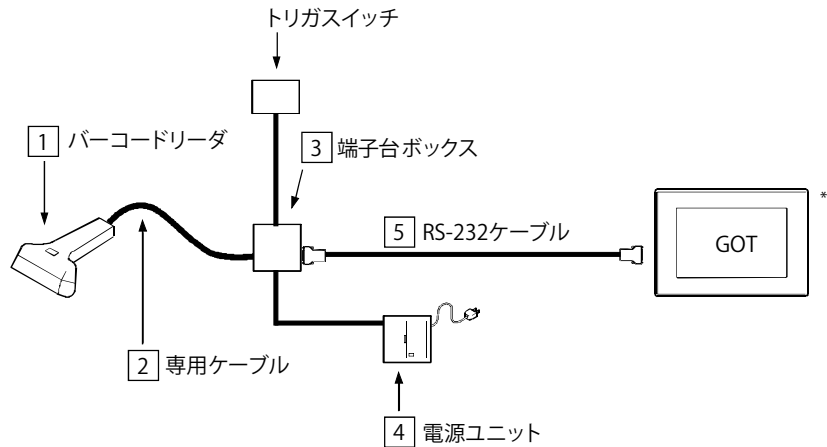 トリガスイッチ
1 バーコードリーダ
3 端子台ボックス
*
5 RS-232ケーブル
GOT
2 専用ケーブル
4 電源ユニット